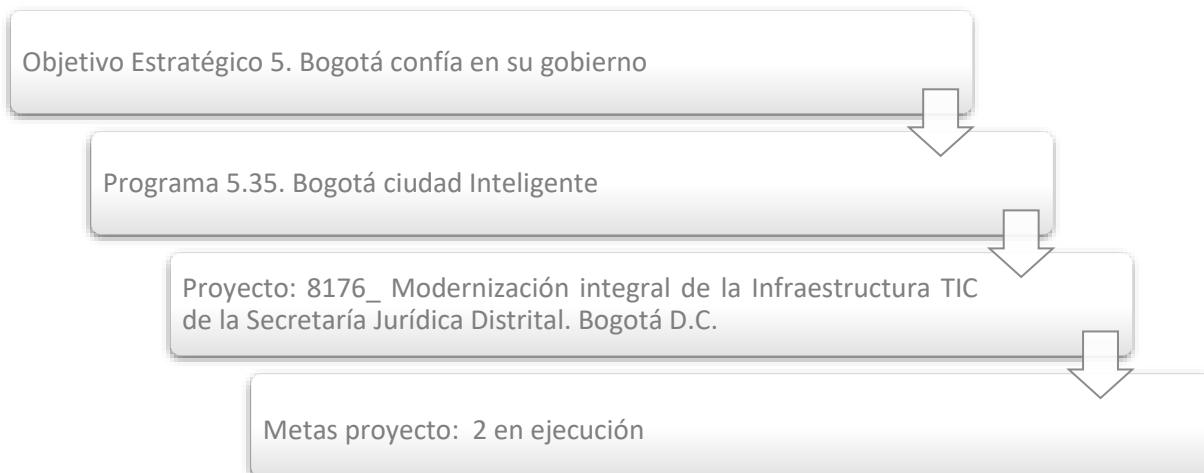 Objetivo Estratégico 5. Bogotá confía en su gobierno
Programa 5.35. Bogotá ciudad Inteligente
Proyecto: 8176_ Modernización integral de la Infraestructura TIC
de la Secretaría Jurídica Distrital. Bogotá D.C.
Metas proyecto: 2 en ejecución